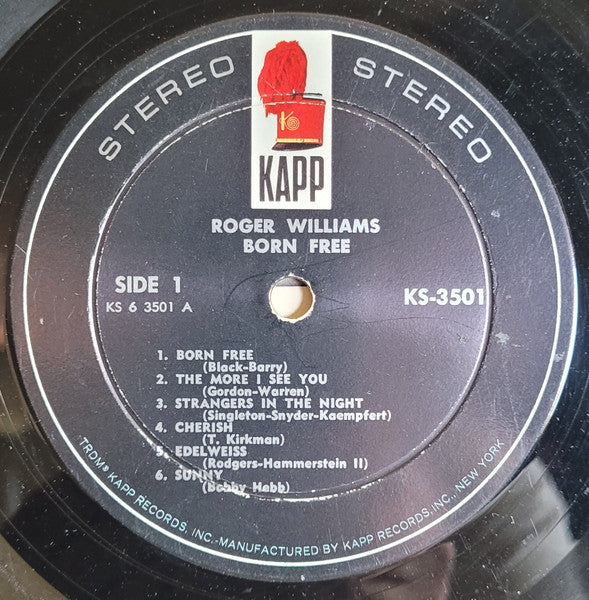 STEREO STEREO
KAPP
ROGER WILLIAMS
BORN FREE
SIDE 1
KS 6 3501 A
KS-3501
1. BORN FREE
(Black-Barry)
2. THE MORE I SEE YOU
(Gordon-Warren)
3. STRANGERS IN THE NIGHT
(Singleton-Snyder-Kaempfert)
4. CHERISH
(T. Kirkman)
5. EDELWEISS
(Rodgers-Hammerstein II)
6. SUNNY
(Bobby Hebb)
TRDM® KAPP RECORDS, INC.-MANUFACTURED BY KAPP RECORDS, INC., NEW YORK